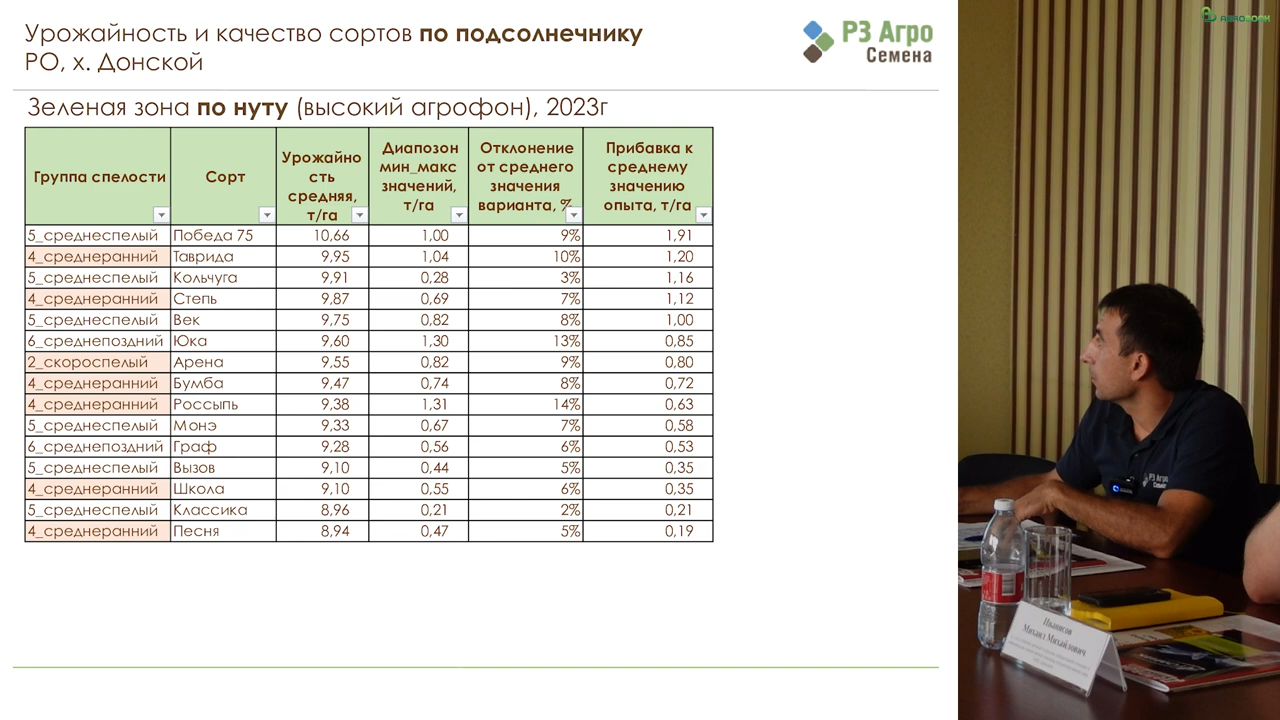 Урожайность и качество сортов по подсолнечнику
РО, х. Донской
РЗ Агро
Семена
Зеленая зона по нуту (высокий агрофон), 2023г
Группа спелости Сорт Урожайно сть средняя, т/га Диапозон мин_макс значений, т/га Отклонение от среднего значения варианта, % Прибавка к среднему значению опыта, т/га
5_среднеспелый Победа 75 10,66 1,00 9% 1,91
4_среднеранний Таврида 9,95 1,04 10% 1,20
5_среднеспелый Кольчуга 9,91 0,28 3% 1,16
4_среднеранний Степь 9,87 0,69 7% 1,12
5_среднеспелый Век 9,75 0,82 8% 1,00
6_среднепоздний Юка 9,60 1,30 13% 0,85
2_скороспелый Арена 9,55 0,82 9% 0,80
4_среднеранний Бумба 9,47 0,74 8% 0,72
4_среднеранний Россыпь 9,38 1,31 14% 0,63
5_среднеспелый Монэ 9,33 0,67 7% 0,58
6_среднепоздний Граф 9,28 0,56 6% 0,53
5_среднеспелый Вызов 9,10 0,44 5% 0,35
4_среднеранний Школа 9,10 0,55 6% 0,35
5_среднеспелый Классика 8,96 0,21 2% 0,21
4_среднеранний Песня 8,94 0,47 5% 0,19
РЗ Агро
Семена
Иванисов
Михаил Михайлович